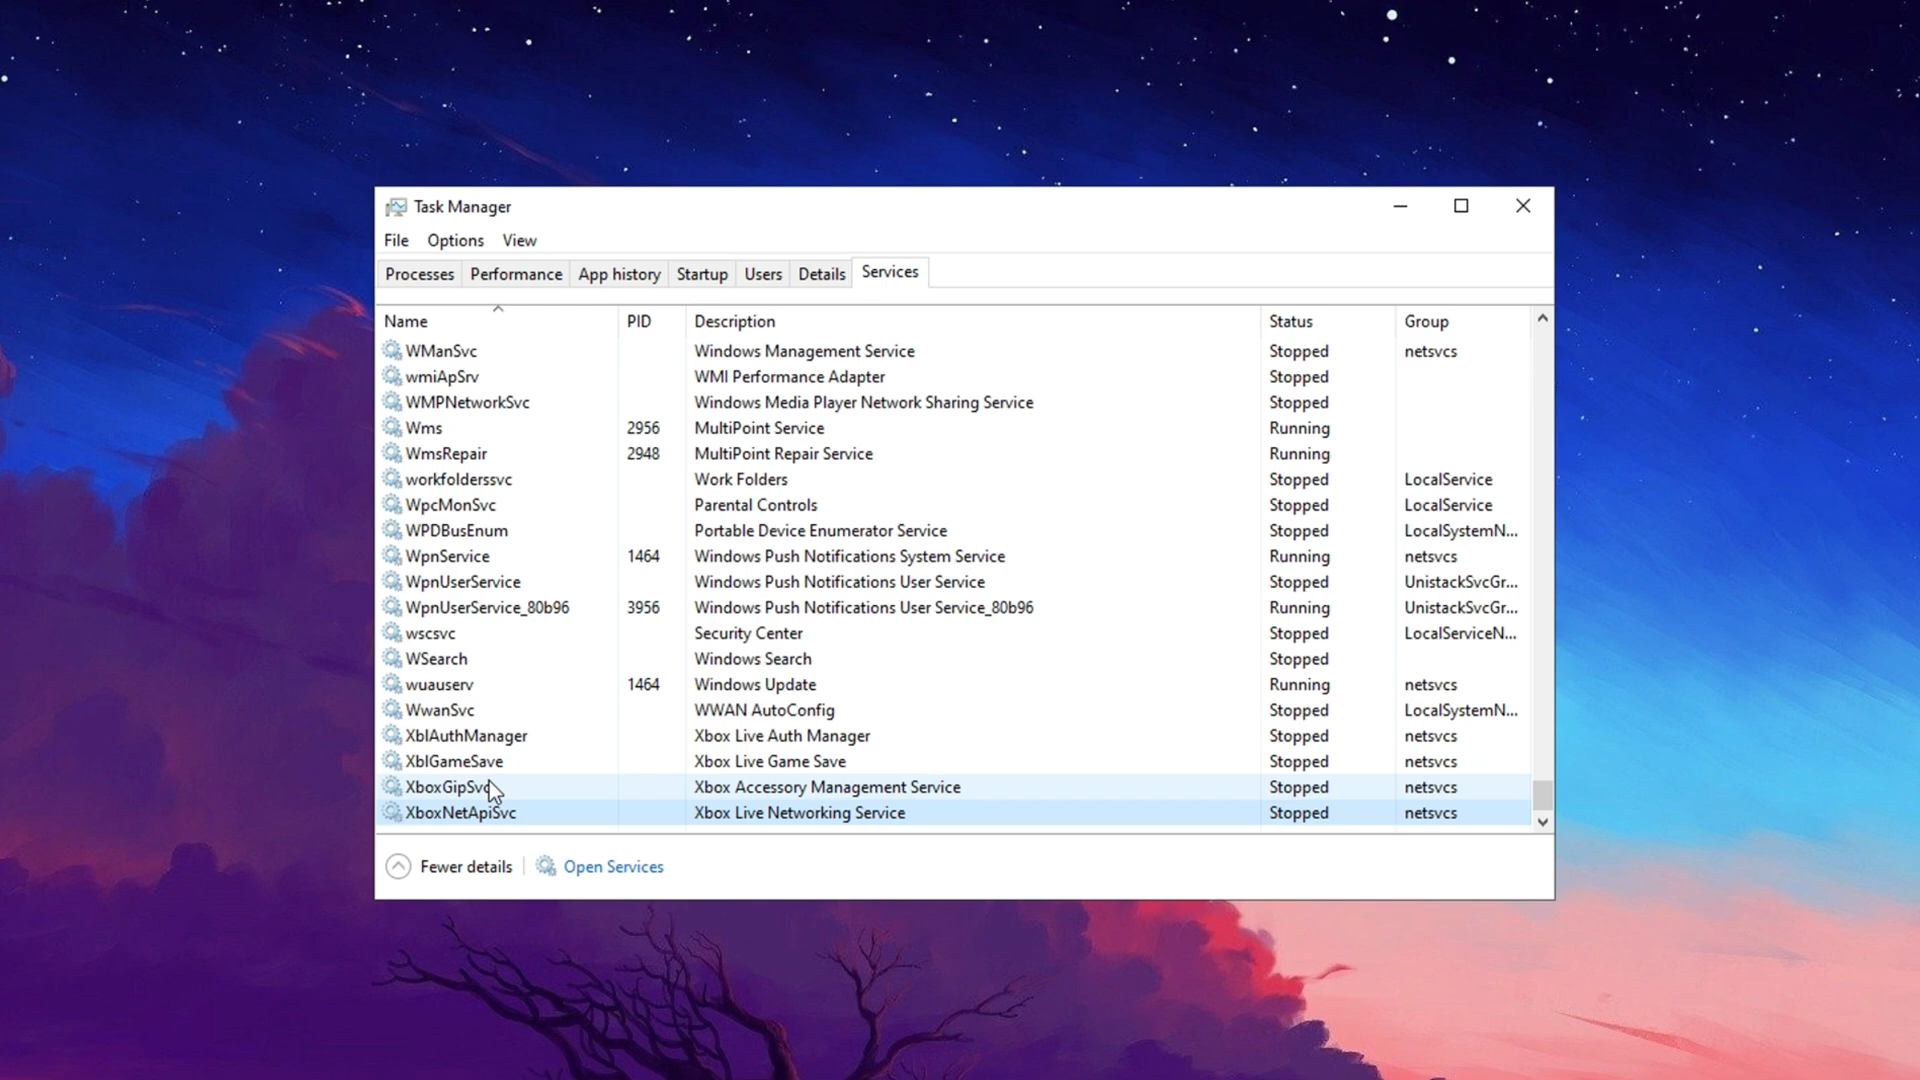 Task Manager
File Options View
Processes Performance App history Startup Users Details Services
Name PID Description Status Group
WManSvc Windows Management Service Stopped netsvcs
wmiApSrv WMI Performance Adapter Stopped
WMPNetworkSvc Windows Media Player Network Sharing Service Stopped
Wms 2956 MultiPoint Service Running
WmsRepair 2948 MultiPoint Repair Service Running
workfolderssvc Work Folders Stopped LocalService
WpcMonSvc Parental Controls Stopped LocalService
WPDBusEnum Portable Device Enumerator Service Stopped LocalSystemN...
WpnService 1464 Windows Push Notifications System Service Running netsvcs
WpnUserService Windows Push Notifications User Service Stopped UnistackSvcGr...
WpnUserService_80b96 3956 Windows Push Notifications User Service_80b96 Running UnistackSvcGr...
wscsvc Security Center Stopped LocalServiceN...
WSearch Windows Search Stopped
wuauserv 1464 Windows Update Running netsvcs
WwanSvc WWAN AutoConfig Stopped LocalSystemN...
XblAuthManager Xbox Live Auth Manager Stopped netsvcs
XblGameSave Xbox Live Game Save Stopped netsvcs
XboxGipSvc Xbox Accessory Management Service Stopped netsvcs
XboxNetApiSvc Xbox Live Networking Service Stopped netsvcs
Fewer details Open Services